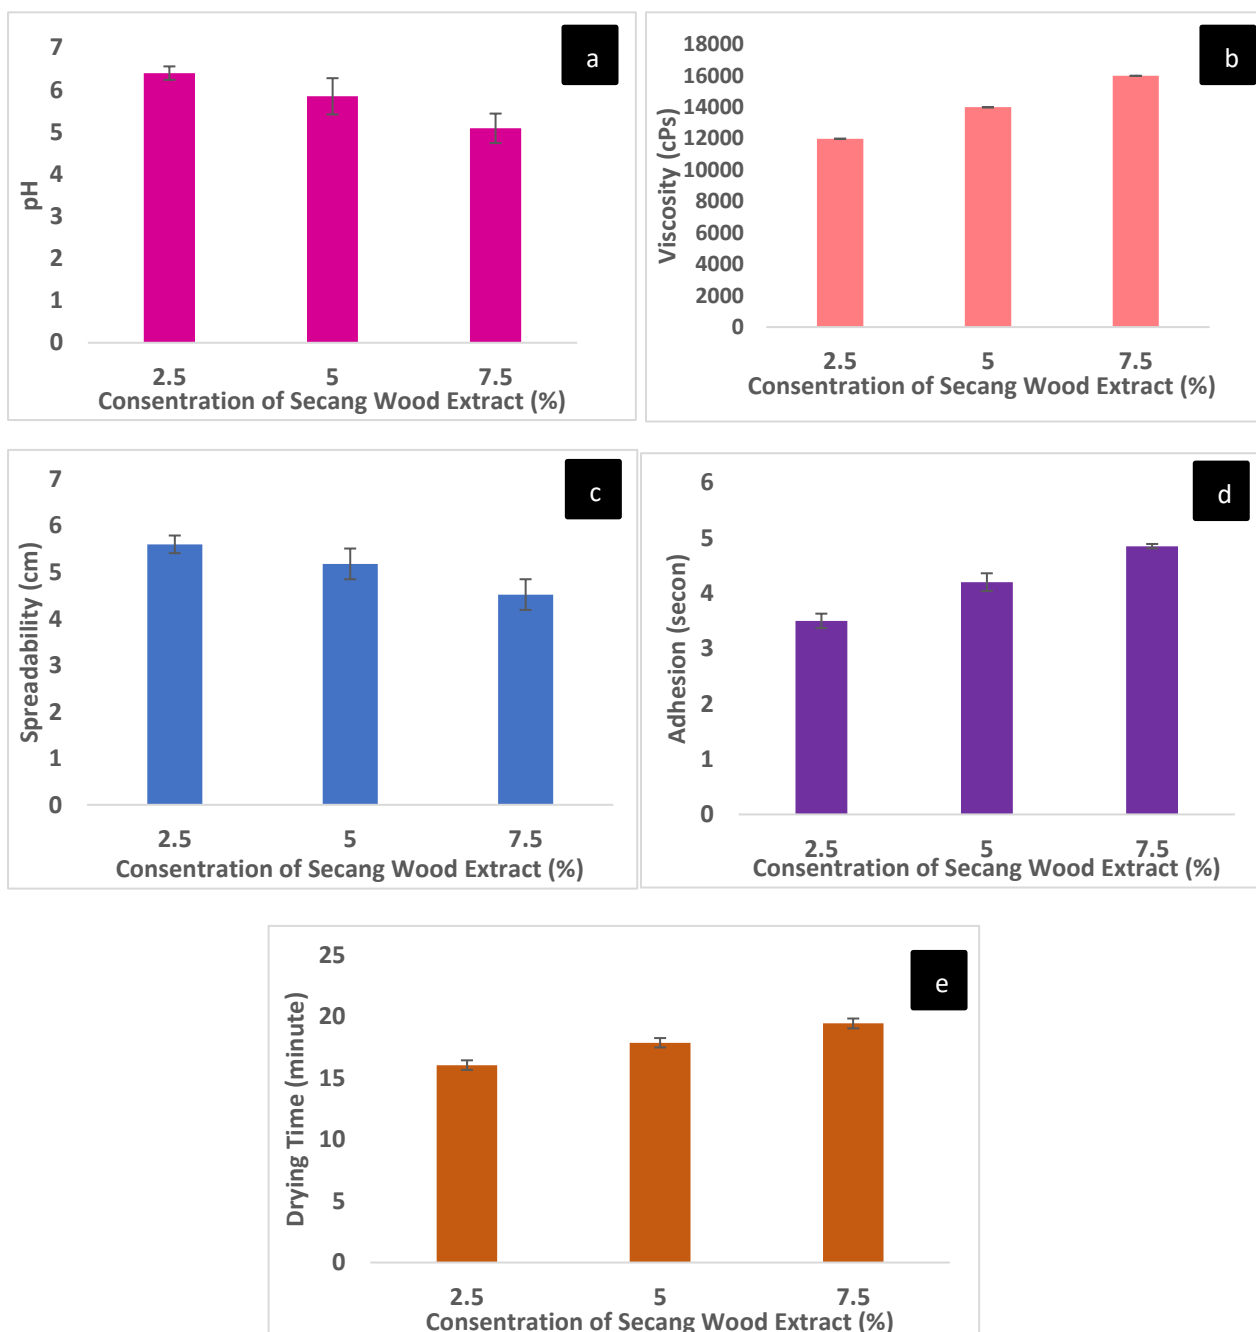 a
7
6
5
4
3
2
1
0
pH
2.5 5 7.5
Consentration of Secang Wood Extract (%)
b
18000
16000
14000
12000
10000
8000
6000
4000
2000
0
Viscosity (cPs)
2.5 5 7.5
Consentration of Secang Wood Extract (%)
c
7
6
5
4
3
2
1
0
Spreadability (cm)
2.5 5 7.5
Consentration of Secang Wood Extract (%)
d
6
5
4
3
2
1
0
Adhesion (secon)
2.5 5 7.5
Consentration of Secang Wood Extract (%)
e
25
20
15
10
5
0
Drying Time (minute)
2.5 5 7.5
Consentration of Secang Wood Extract (%)